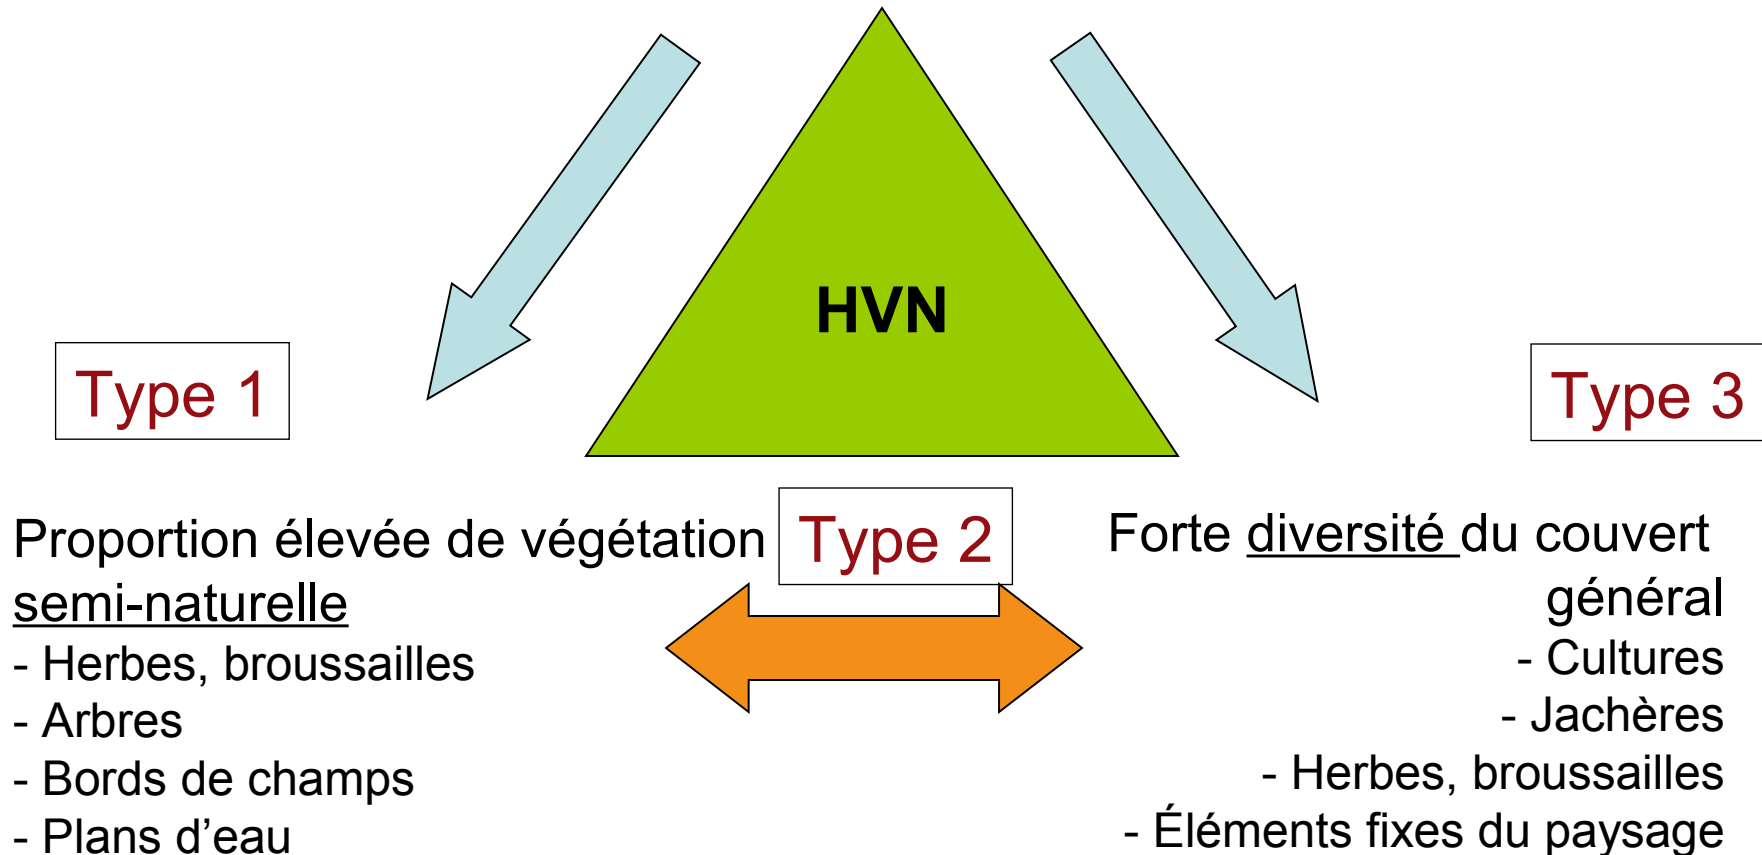 HVN
Type 1
Type 3
Type 2
Proportion élevée de végétation
semi-naturelle
- Herbes, broussailles
- Arbres
- Bords de champs
- Plans d’eau
Forte diversité du couvert
général
- Cultures
- Jachères
- Herbes, broussailles
- Éléments fixes du paysage